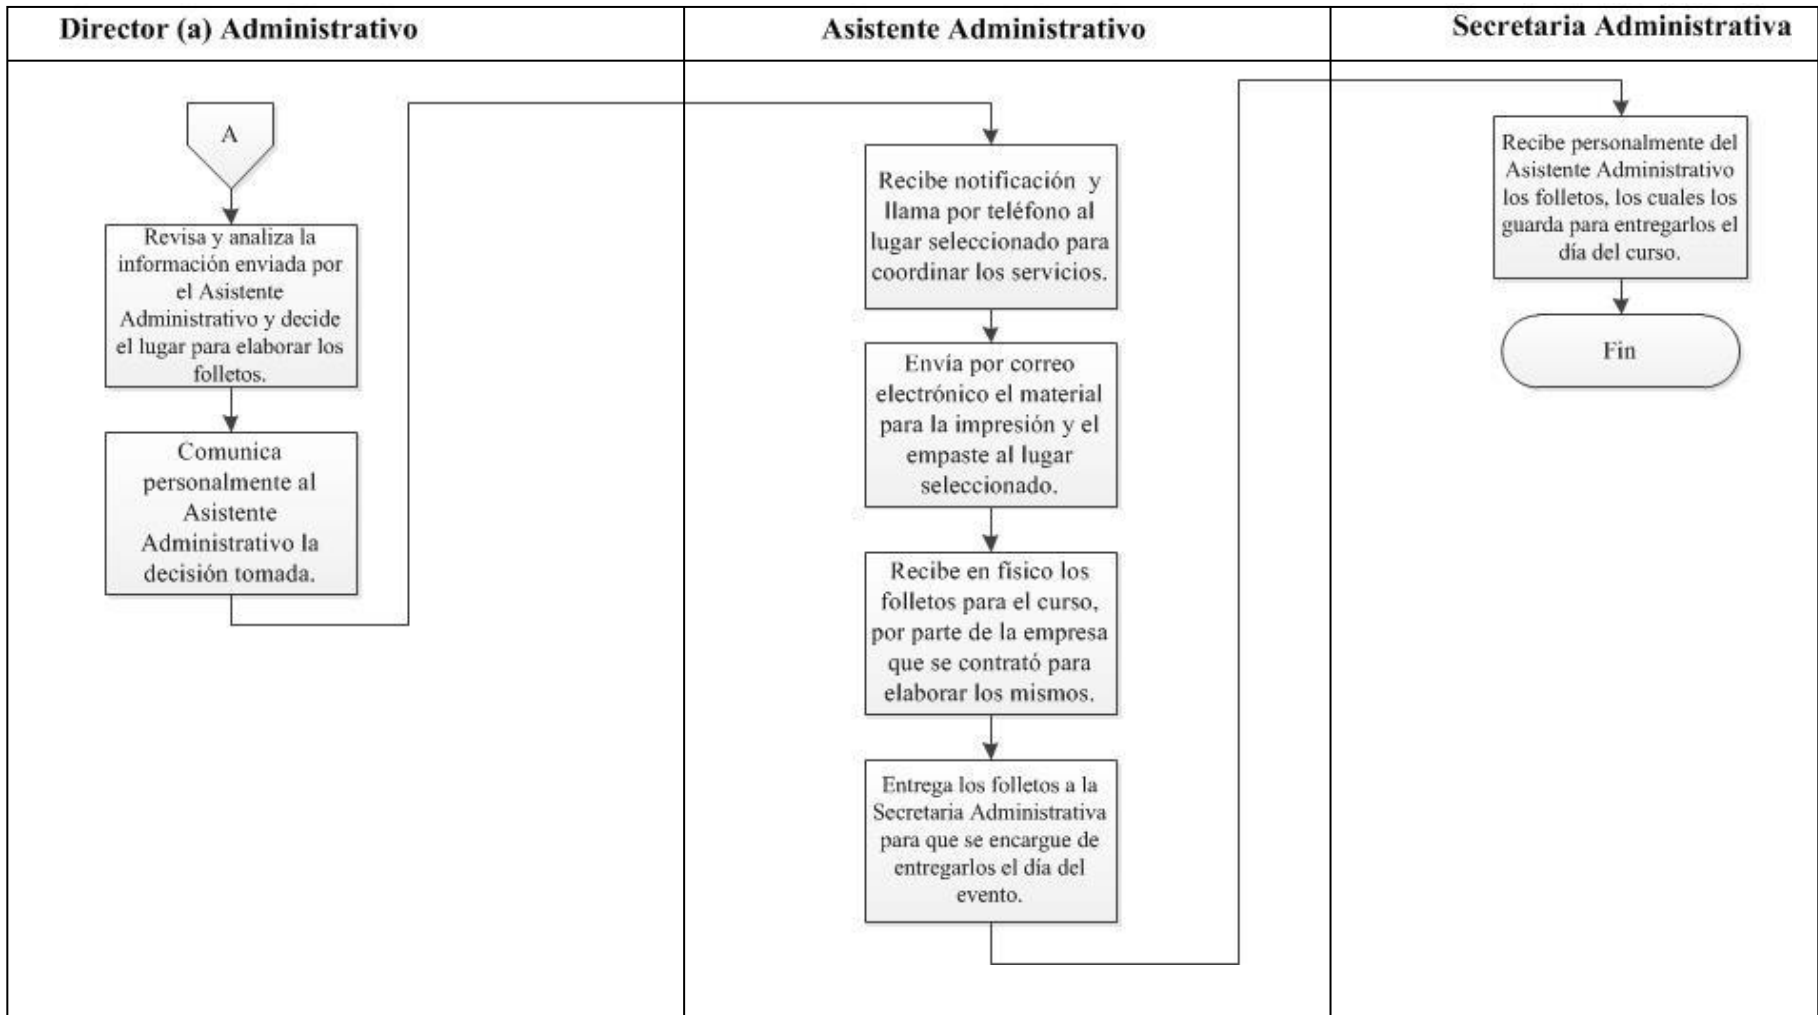 Director (a) Administrativo
Asistente Administrativo
Secretaria Administrativa
A
Revisa y analiza la
información enviada por
el Asistente
Administrativo y decide
el lugar para elaborar los
folletos.
Comunica
personalmente al
Asistente
Administrativo la
decisión tomada.
Recibe notificación y
llama por teléfono al
lugar seleccionado para
coordinar los servicios.
Envía por correo
electrónico el material
para la impresión y el
empaste al lugar
seleccionado.
Recibe en físico los
folletos para el curso,
por parte de la empresa
que se contrató para
elaborar los mismos.
Entrega los folletos a la
Secretaria Administrativa
para que se encargue de
entregarlos el día del
evento.
Recibe personalmente del
Asistente Administrativo
los folletos, los cuales los
guarda para entregarlos el
día del curso.
Fin